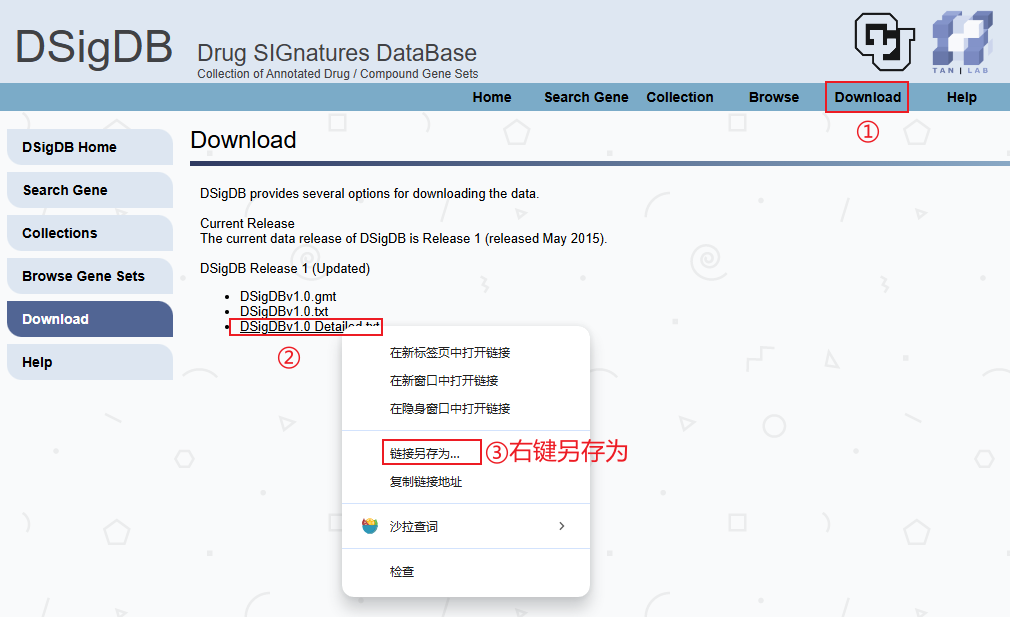 DSigDB
Drug SIGnatures DataBase
Collection of Annotated Drug / Compound Gene Sets
TAN | LAB
Home Search Gene Collection Browse Download Help
①
DSigDB Home
Search Gene
Collections
Browse Gene Sets
Download
Help
Download
DSigDB provides several options for downloading the data.
Current Release
The current data release of DSigDB is Release 1 (released May 2015).
DSigDB Release 1 (Updated)
• DSigDBv1.0.gmt
• DSigDBv1.0.txt
• DSigDBv1.0 Detailed.txt
②
在新标签页中打开链接
在新窗口中打开链接
在隐身窗口中打开链接
链接另存为...
③右键另存为
复制链接地址
沙拉查词
检查